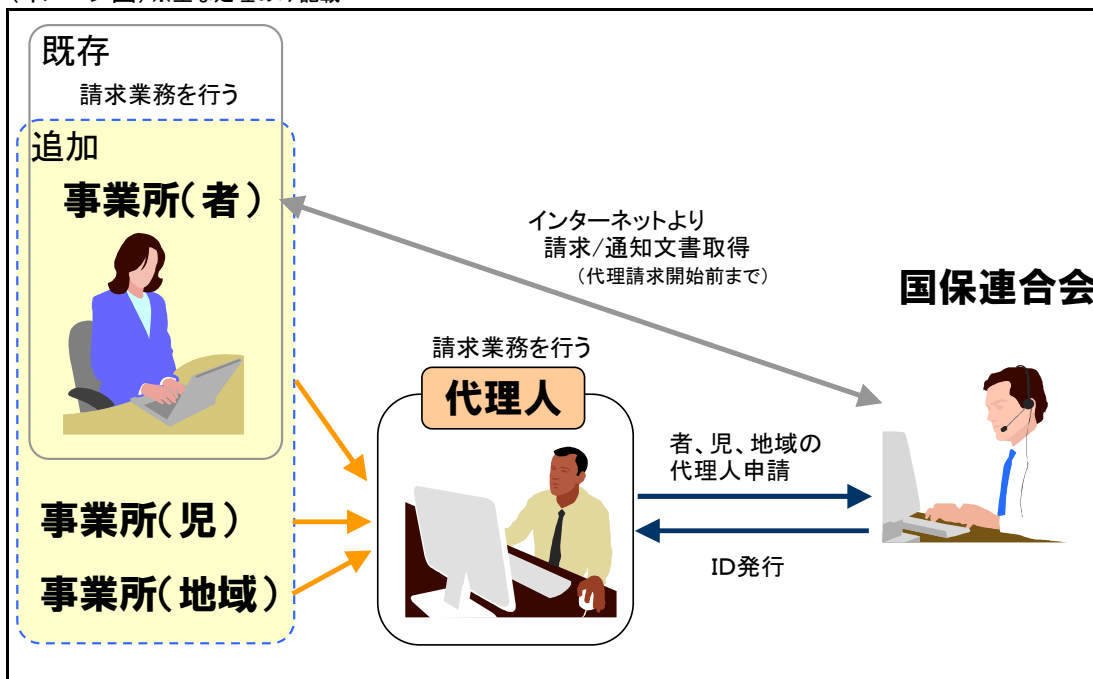 既存
請求業務を行う
追加
事業所(者)
インターネットより
請求/通知文書取得
(代理請求開始前まで)
国保連合会
請求業務を行う
代理人
者、児、地域の
代理人申請
事業所(児)
ID発行
事業所(地域)